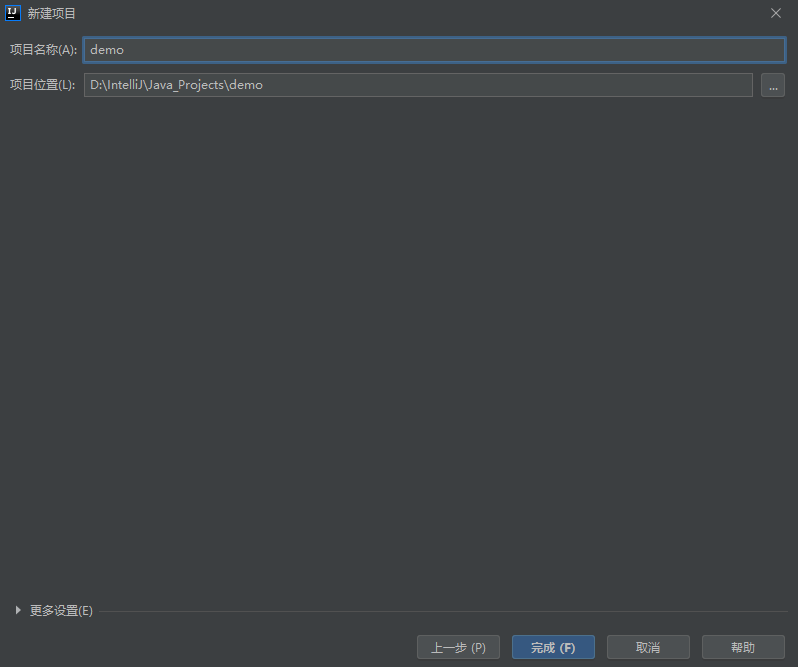 IJ 新建项目
项目名称(A): demo
项目位置(L): D:\IntelliJ\Java_Projects\demo ...
更多设置(E)
上一步 (P) 完成 (F) 取消 帮助